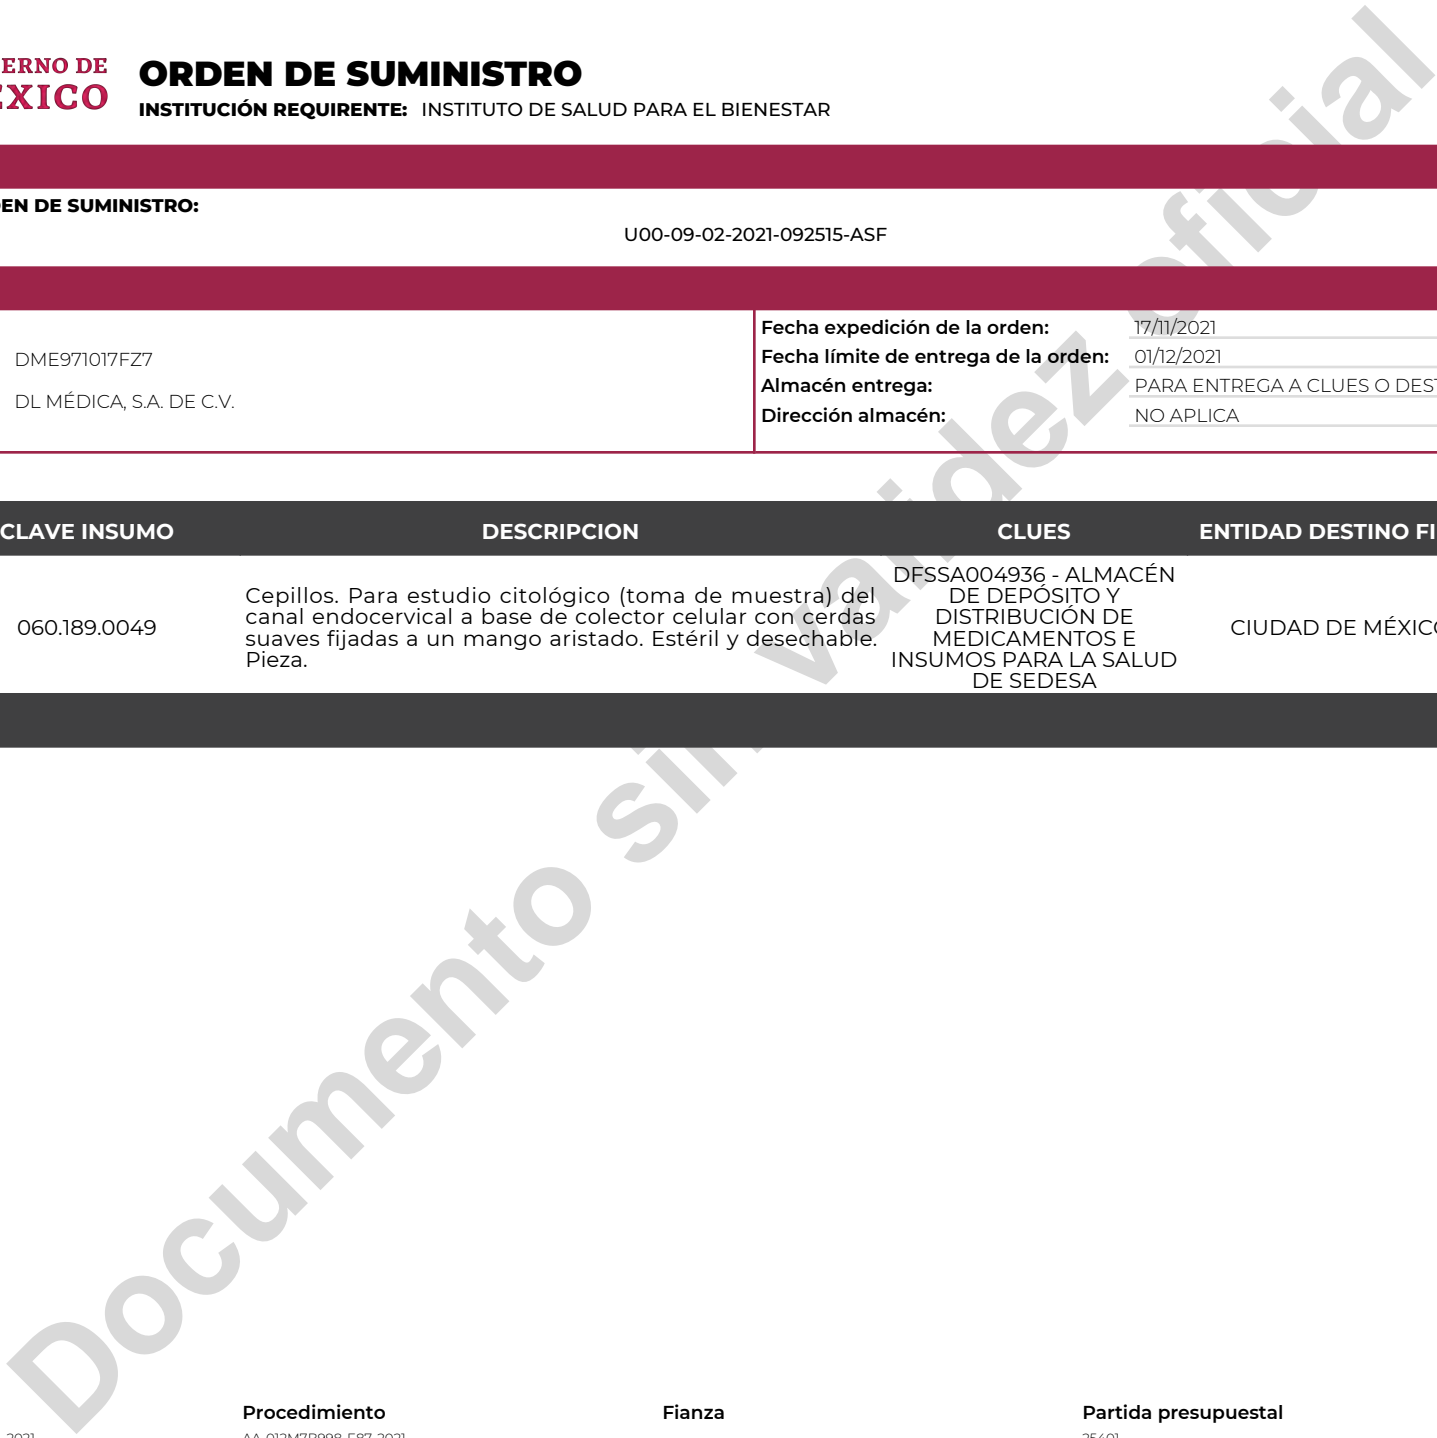 ERNO DE
ÉXICO
ORDEN DE SUMINISTRO
INSTITUCIÓN REQUIRENTE: INSTITUTO DE SALUD PARA EL BIENESTAR
EN DE SUMINISTRO:
U00-09-02-2021-092515-ASF
DME971017FZ7
DL MÉDICA, S.A. DE C.V.
Fecha expedición de la orden: 17/11/2021
Fecha límite de entrega de la orden: 01/12/2021
Almacén entrega: PARA ENTREGA A CLUES O DEST
Dirección almacén: NO APLICA
CLAVE INSUMO DESCRIPCION CLUES ENTIDAD DESTINO FI
060.189.0049
Cepillos. Para estudio citológico (toma de muestra) del
canal endocervical a base de colector celular con cerdas
suaves fijadas a un mango aristado. Estéril y desechable.
Pieza.
DFSSA004936 - ALMACÉN
DE DEPÓSITO Y
DISTRIBUCIÓN DE
MEDICAMENTOS E
INSUMOS PARA LA SALUD
DE SEDESA
CIUDAD DE MÉXICO
Documento sin validez oficial
Procedimiento Fianza Partida presupuestal